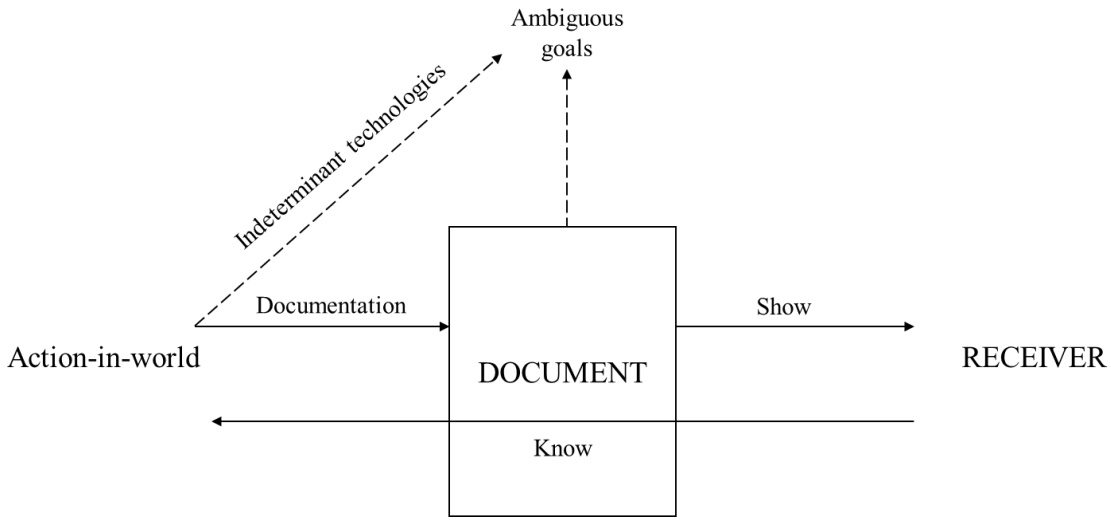 Ambiguous
goals
Indeterminant technologies
Documentation
Show
Action-in-world
DOCUMENT
RECEIVER
Know